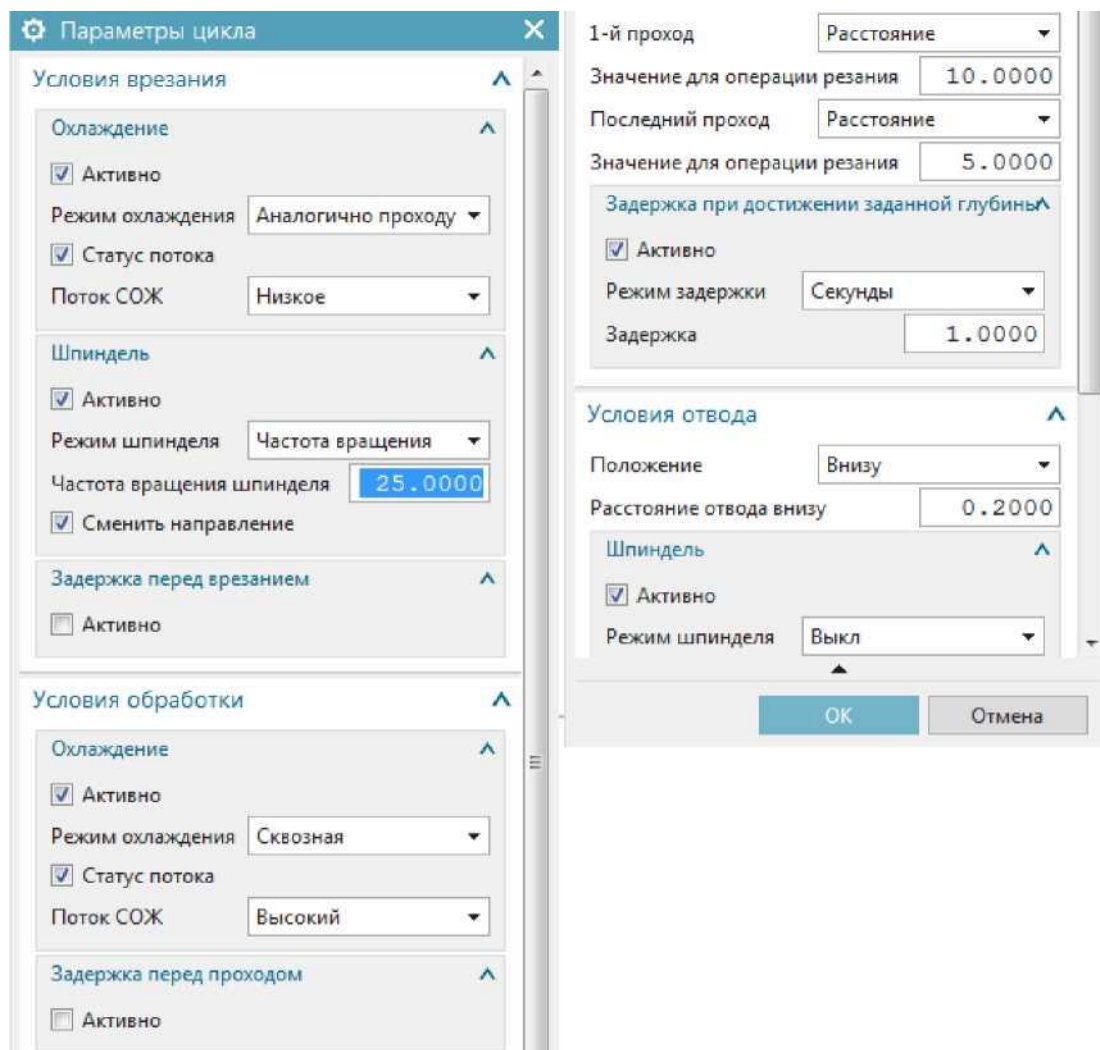 Параметры цикла
Условия врезания
Охлаждение
Активно
Режим охлаждения Аналогично проходу
Статус потока
Поток СОЖ Низкое
Шпиндель
Активно
Режим шпинделя Частота вращения
Частота вращения шпинделя 25.0000
Сменить направление
Задержка перед врезанием
Активно
Условия обработки
Охлаждение
Активно
Режим охлаждения Сквозная
Статус потока
Поток СОЖ Высокий
Задержка перед проходом
Активно
1-й проход Расстояние
Значение для операции резания 10.0000
Последний проход Расстояние
Значение для операции резания 5.0000
Задержка при достижении заданной глубины
Активно
Режим задержки Секунды
Задержка 1.0000
Условия отвода
Положение Внизу
Расстояние отвода внизу 0.2000
Шпиндель
Активно
Режим шпинделя Выкл
ОК Отмена